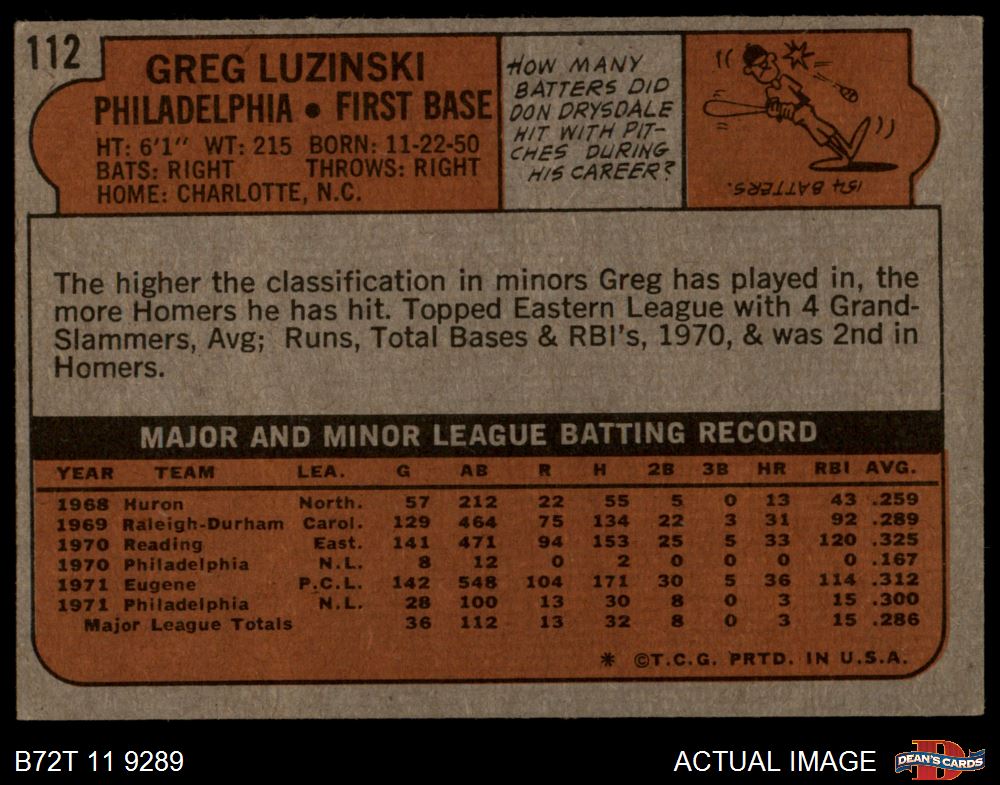 112
GREG LUZINSKI
PHILADELPHIA • FIRST BASE
HT: 6'1" WT: 215 BORN: 11-22-50
BATS: RIGHT THROWS: RIGHT
HOME: CHARLOTTE, N.C.
HOW MANY
BATTERS DID
DON DRYSDALE
HIT WITH PIT-
CHES DURING
HIS CAREER?
154 BATTERS.
The higher the classification in minors Greg has played in, the
more Homers he has hit. Topped Eastern League with 4 Grand-
Slammers, Avg; Runs, Total Bases & RBI's, 1970, & was 2nd in
Homers.
MAJOR AND MINOR LEAGUE BATTING RECORD
YEAR TEAM LEA. G AB R H 2B 3B HR RBI AVG.
1968 Huron North. 57 212 22 55 5 0 13 43 .259
1969 Raleigh-Durham Carol. 129 464 75 134 22 3 31 92 .289
1970 Reading East. 141 471 94 153 25 5 33 120 .325
1970 Philadelphia N.L. 8 12 0 2 0 0 0 0 .167
1971 Eugene P.C.L. 142 548 104 171 30 5 36 114 .312
1971 Philadelphia N.L. 28 100 13 30 8 0 3 15 .300
Major League Totals 36 112 13 32 8 0 3 15 .286
* ©T.C.G. PRTD. IN U.S.A.
B72T 11 9289
ACTUAL IMAGE
DEAN'S CARDS